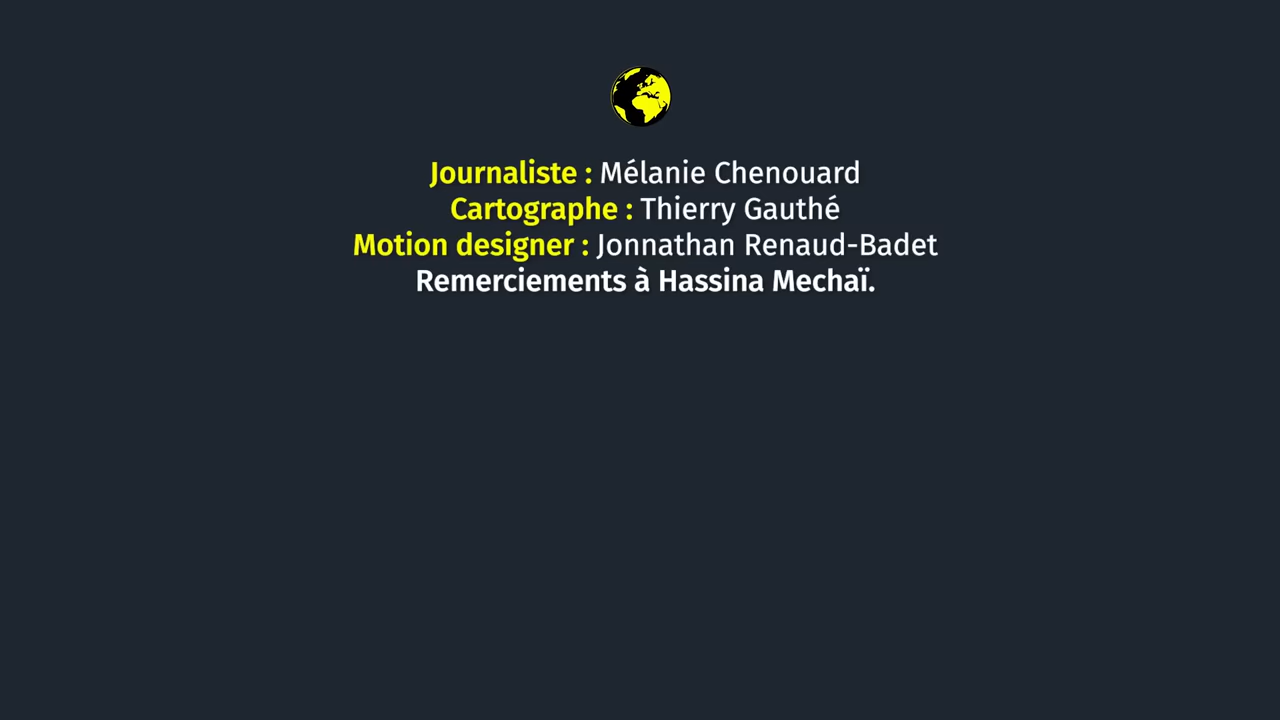 Journaliste : Mélanie Chenouard
Cartographe : Thierry Gauthé
Motion designer : Jonnathan Renaud-Badet
Remerciements à Hassina Mechaï.